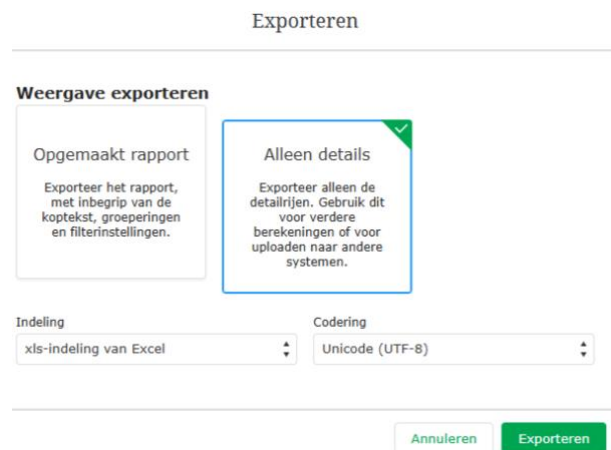 Exporteren
Weergave exporteren
Opgemaakt rapport
Exporteer het rapport,
met inbegrip van de
koptekst, groeperingen
en filterinstellingen.
Alleen details
Exporteer alleen de
detailrijen. Gebruik dit
voor verdere
berekeningen of voor
uploaden naar andere
systemen.
Indeling
Codering
xls-indeling van Excel
Unicode (UTF-8)
Annuleren
Exporteren